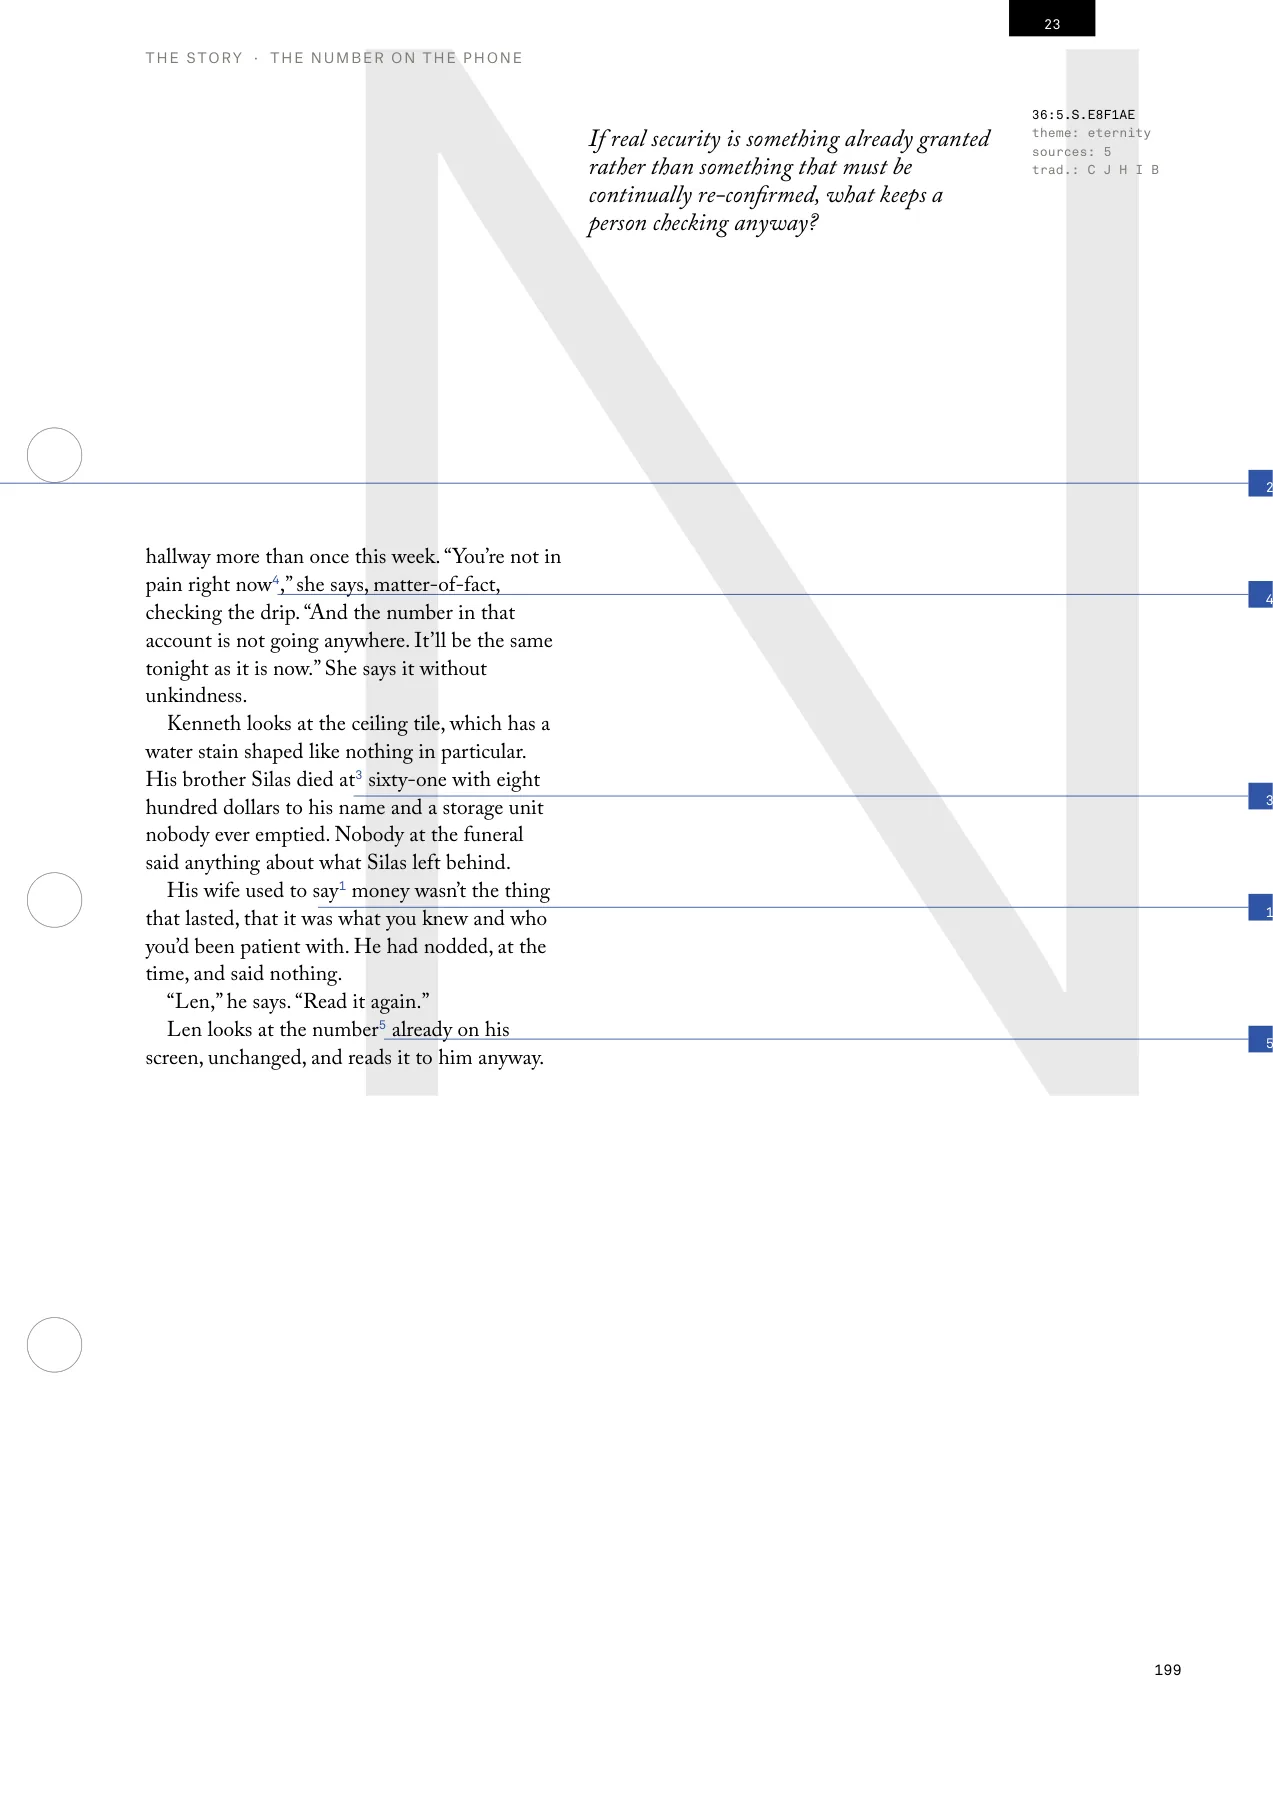 23
THE STORY · THE NUMBER ON THE PHONE
36:5.S.E8F1AE
theme: eternity
sources: 5
trad.: C J H I B
If real security is something already granted
rather than something that must be
continually re-confirmed, what keeps a
person checking anyway?
N
2
hallway more than once this week. “You’re not in
pain right now⁴,” she says, matter-of-fact,
4
checking the drip. “And the number in that
account is not going anywhere. It’ll be the same
tonight as it is now.” She says it without
unkindness.
Kenneth looks at the ceiling tile, which has a
water stain shaped like nothing in particular.
His brother Silas died at³ sixty-one with eight
3
hundred dollars to his name and a storage unit
nobody ever emptied. Nobody at the funeral
said anything about what Silas left behind.
His wife used to say¹ money wasn’t the thing
1
that lasted, that it was what you knew and who
you’d been patient with. He had nodded, at the
time, and said nothing.
“Len,” he says. “Read it again.”
Len looks at the number⁵ already on his
5
screen, unchanged, and reads it to him anyway.
199